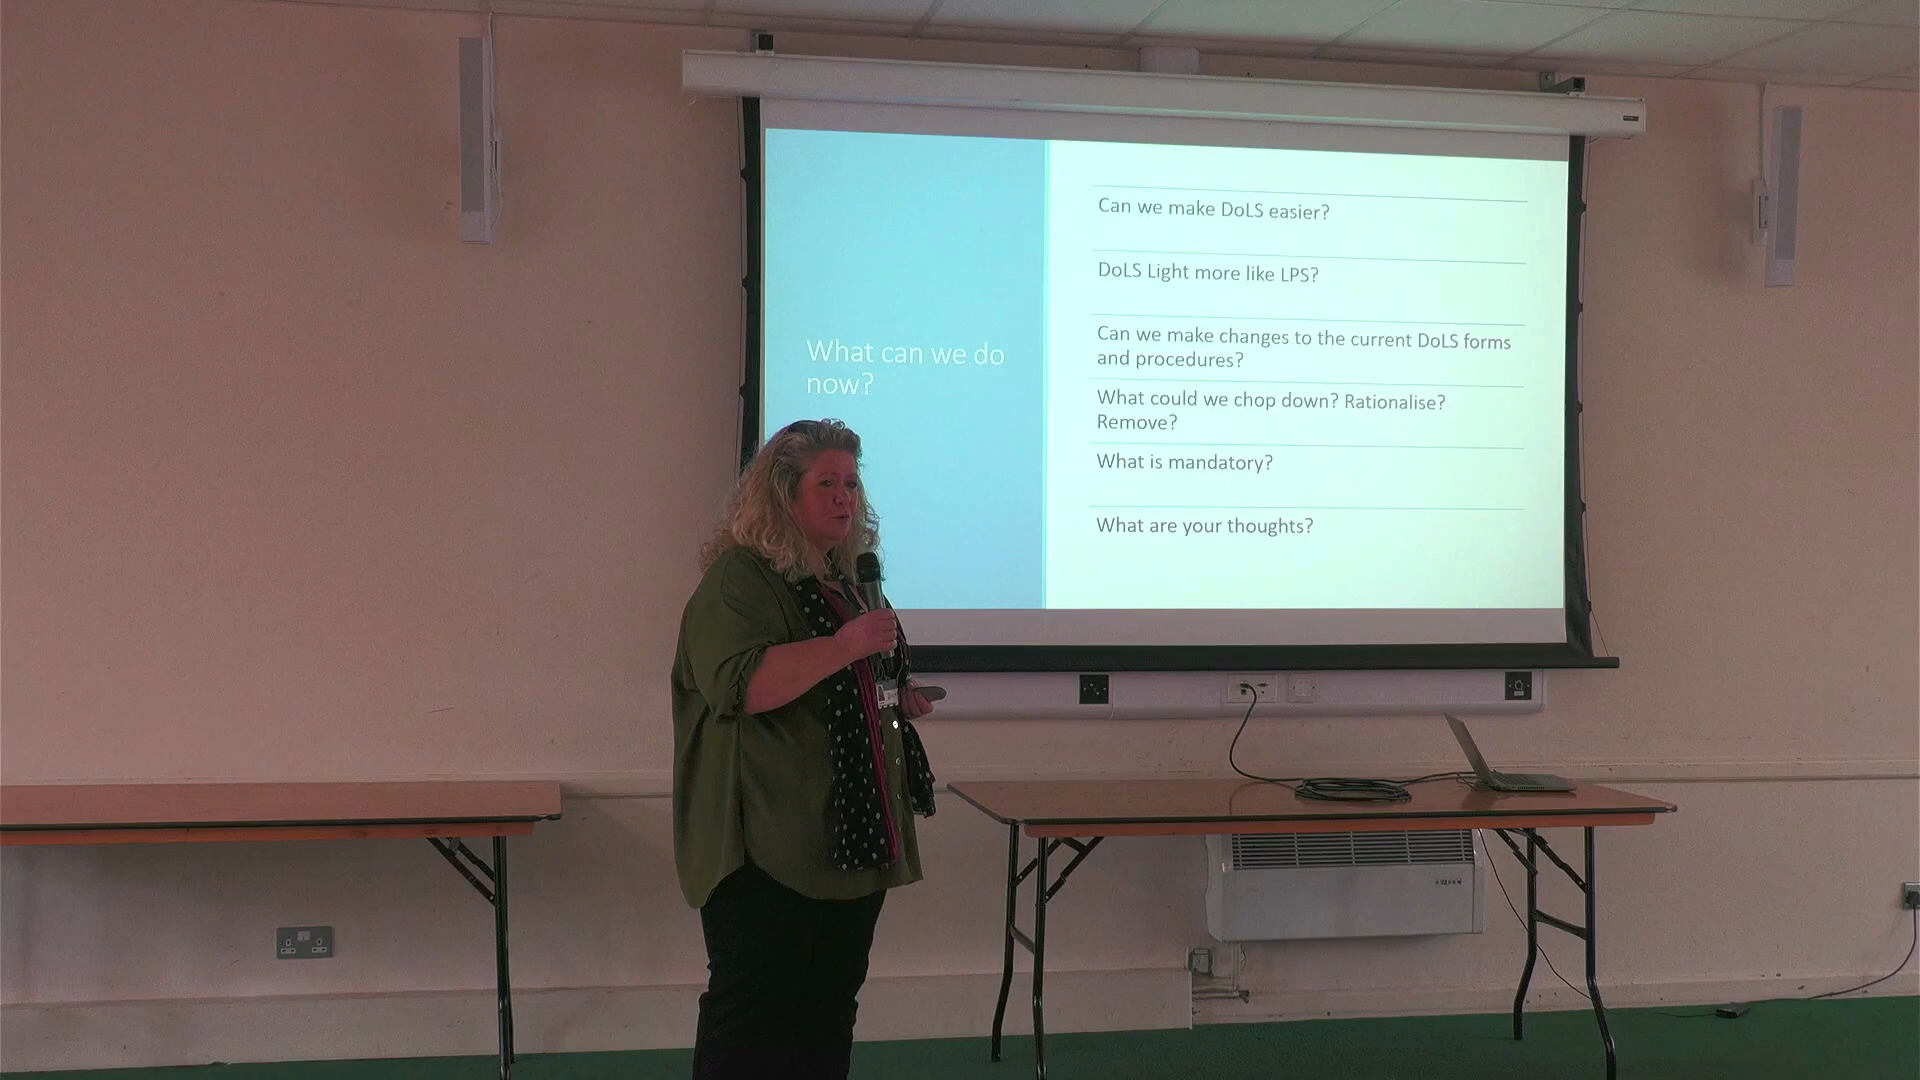 What can we do
now?
Can we make DoLS easier?
DoLS Light more like LPS?
Can we make changes to the current DoLS forms
and procedures?
What could we chop down? Rationalise?
Remove?
What is mandatory?
What are your thoughts?